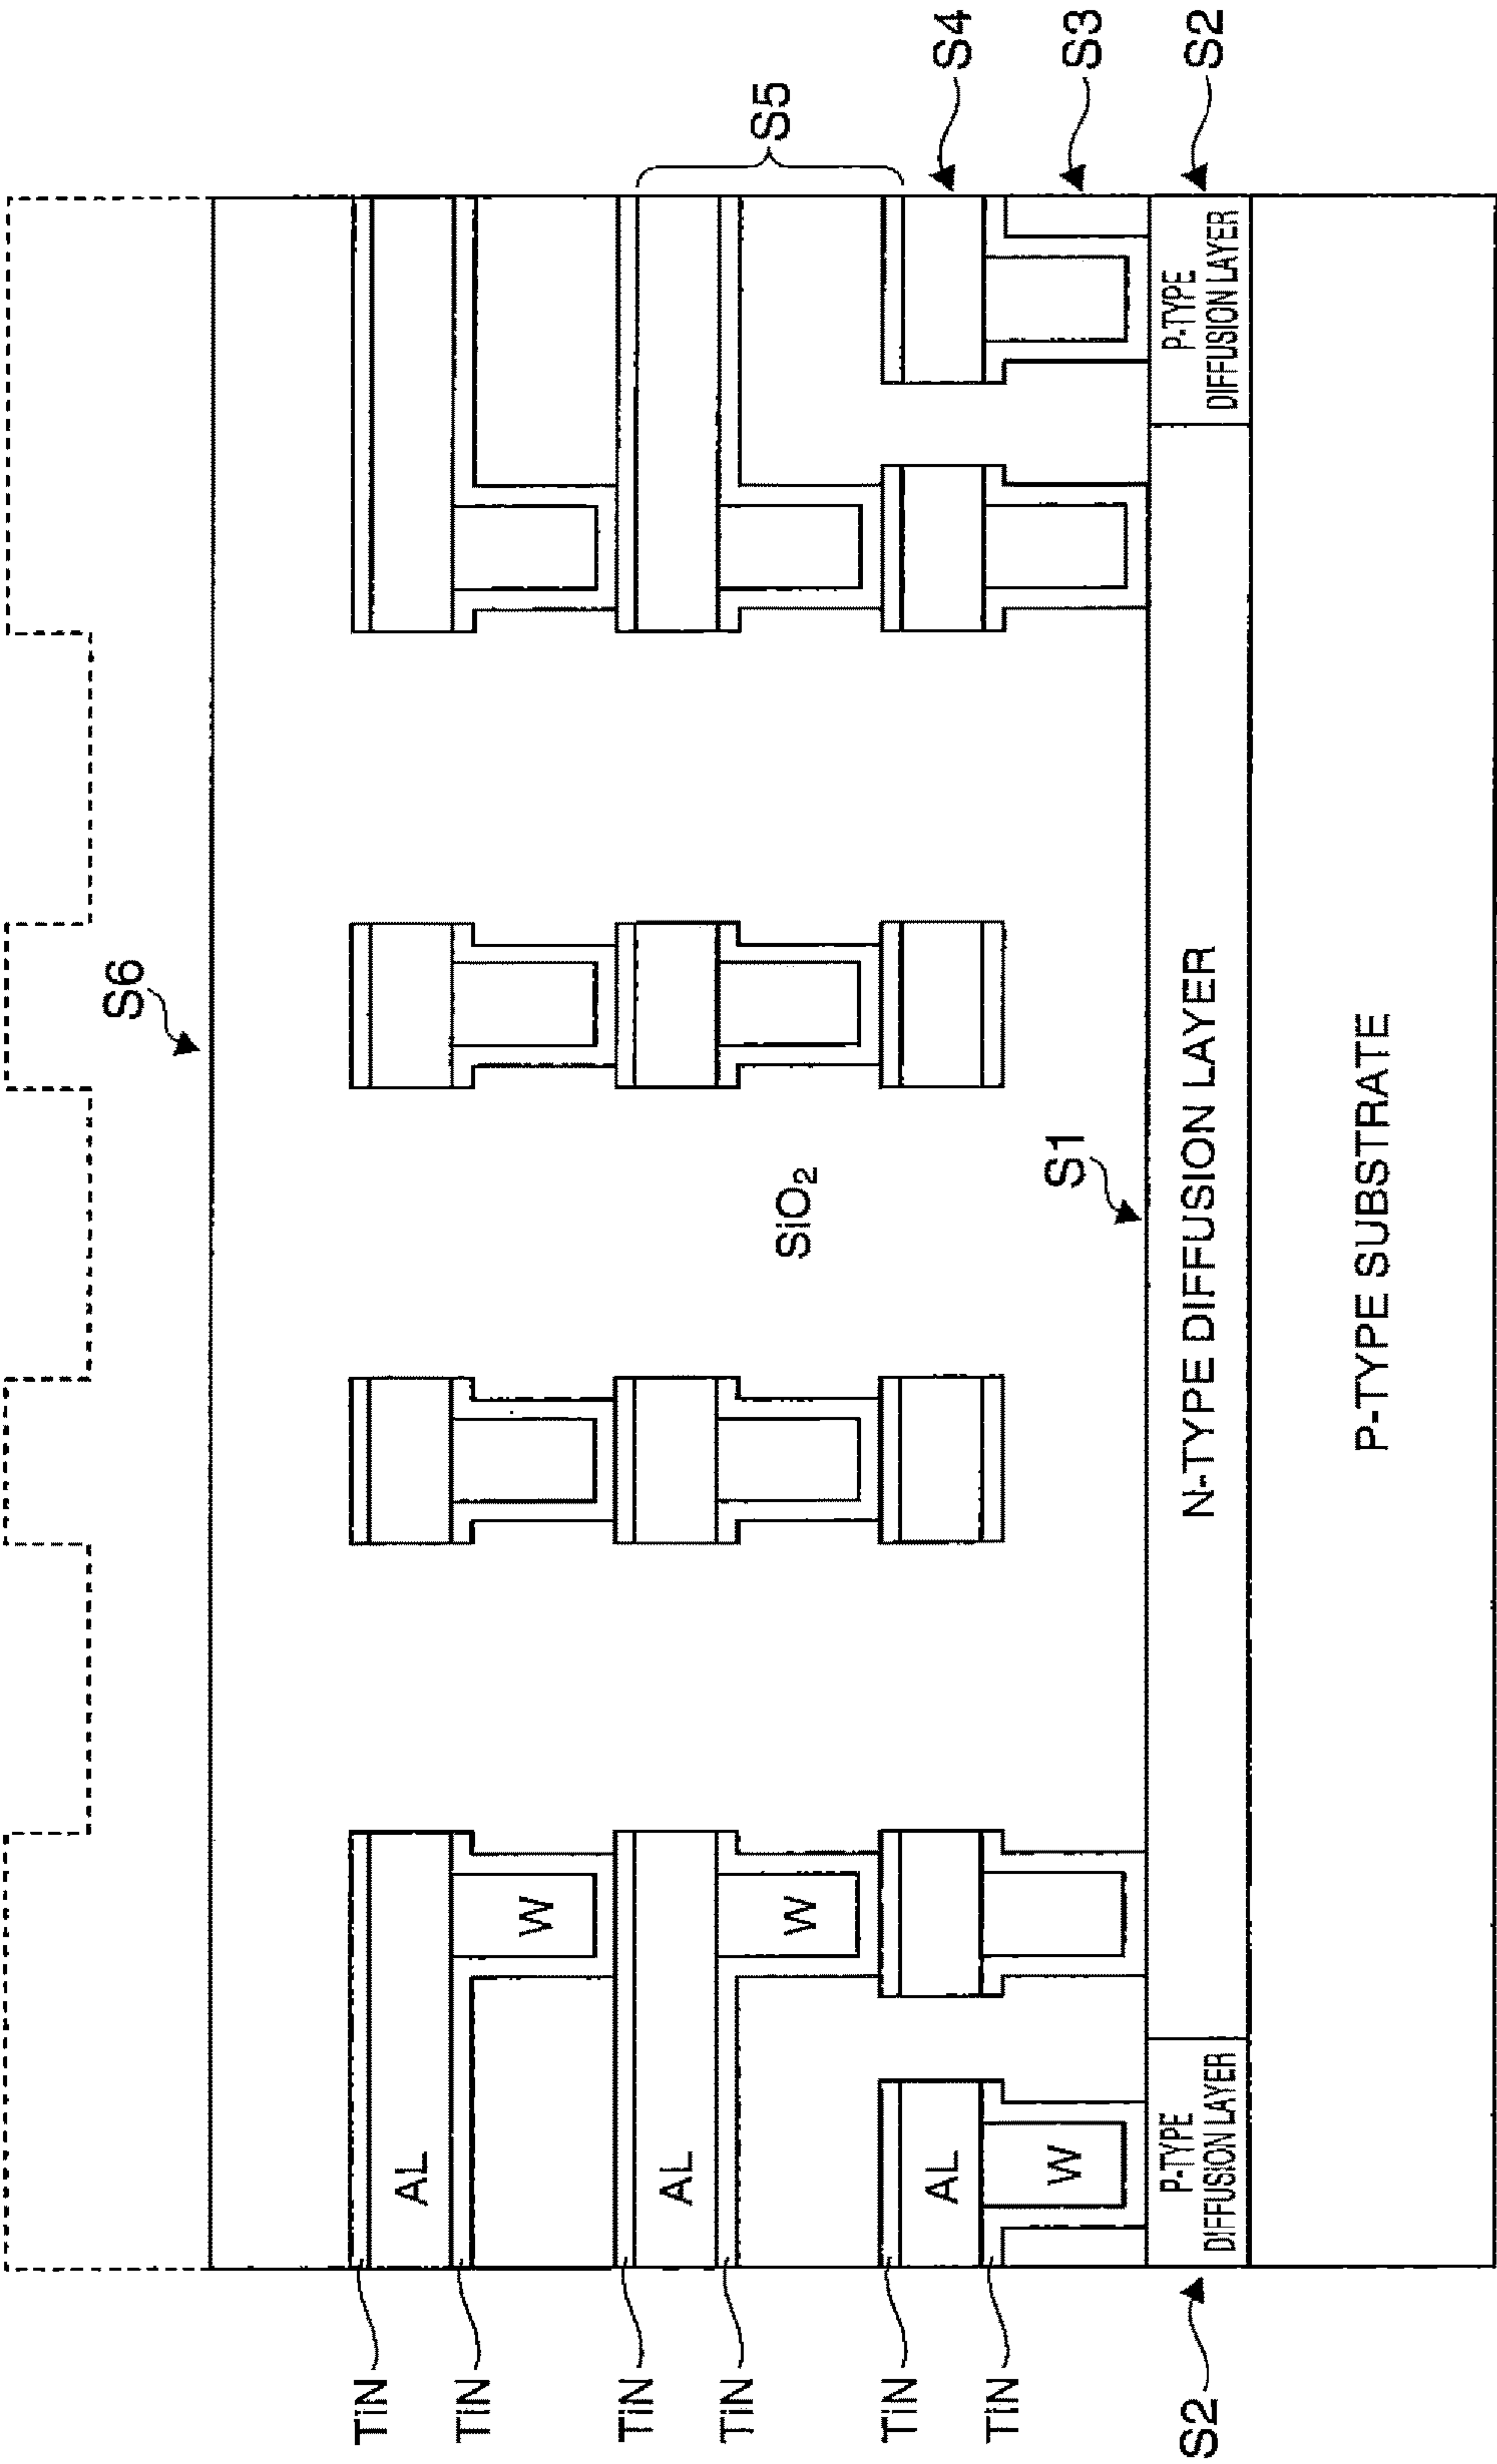 S6
S5
S4
S3
S2
TiN
AL
TiN
W
TiN
AL
TiN
W
SiO₂
TiN
AL
TiN
W
S1
S2
P-TYPE
DIFFUSION LAYER
N-TYPE DIFFUSION LAYER
P-TYPE
DIFFUSION LAYER
P-TYPE SUBSTRATE